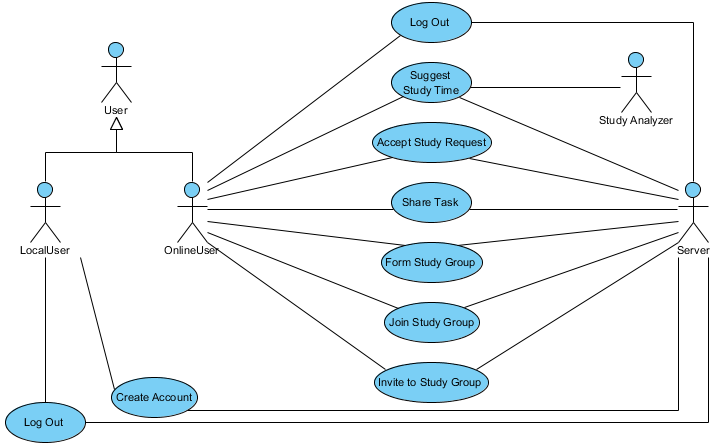 Log Out
Suggest
Study Time
Study Analyzer
User
Accept Study Request
Share Task
LocalUser
OnlineUser
Server
Form Study Group
Join Study Group
Invite to Study Group
Create Account
Log Out